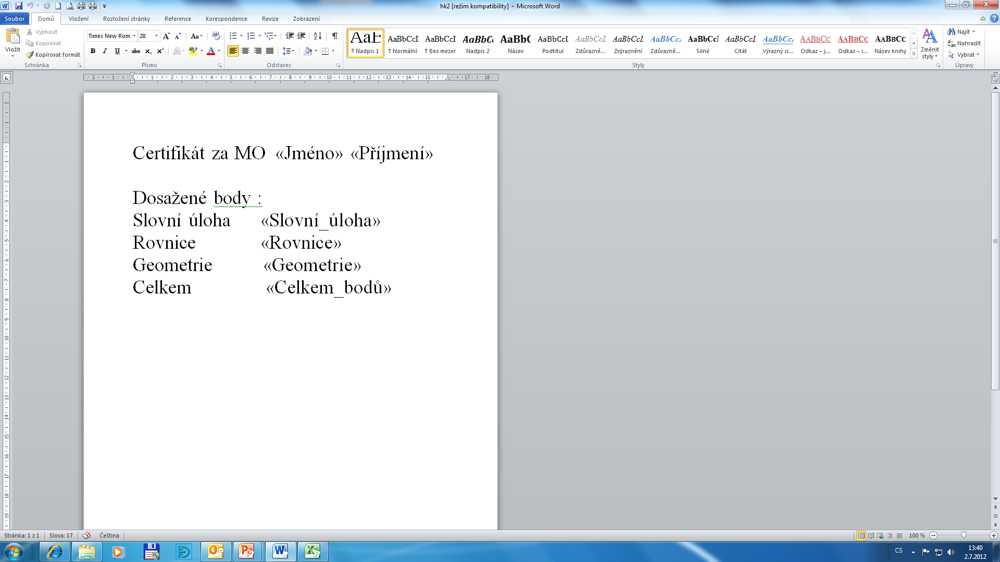 hk2 [režim kompatibility] - Microsoft Word
Soubor Domů Vložení Rozložení stránky Reference Korespondence Revize Zobrazení
Vložit Vyjmout Kopírovat Kopírovat formát
Schránka
Times New Rom 28
Písmo
Odstavec
AaB AaBbCcI AaBbCcI AaBbCc AaBbC AaBbCcI AaBbCcL AaBbCcL AaBbCcI AaBbCcI AaBbCcL AaBbCcI AaBbCcI AaBbCc AaBbCc
¶ Nadpis 1 ¶ Normální ¶ Bez mezer Nadpis 2 Název Podtitul Zdůrazně... Zvýraznění Zdůrazně... Silné Citát Výrazný ci... Odkaz – j... Odkaz – i... Název knihy
Změnit styly
Styly
Najít
Nahradit
Vybrat
Úpravy
Certifikát za MO «Jméno» «Příjmení»
Dosažené body :
Slovní úloha «Slovní_úloha»
Rovnice «Rovnice»
Geometrie «Geometrie»
Celkem «Celkem_bodů»
Stránka: 1 z 1 Slova: 17 Čeština 100 %
CS 13:40
2.7.2012